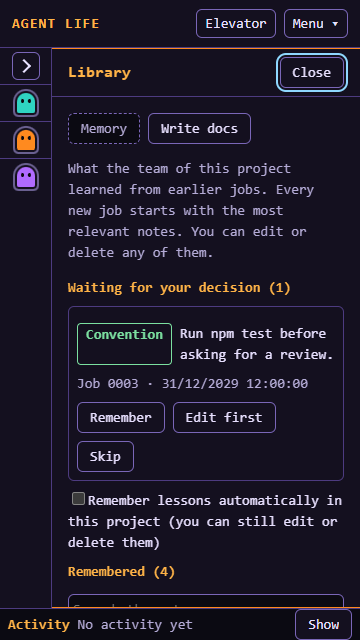 AGENT LIFE
Elevator
Menu ▾
Library
Close
Memory
Write docs
What the team of this project
learned from earlier jobs. Every
new job starts with the most
relevant notes. You can edit or
delete any of them.
Waiting for your decision (1)
Convention
Run npm test before
asking for a review.
Job 0003 · 31/12/2029 12:00:00
Remember
Edit first
Skip
Remember lessons automatically in
this project (you can still edit or
delete them)
Remembered (4)
Activity No activity yet
Show